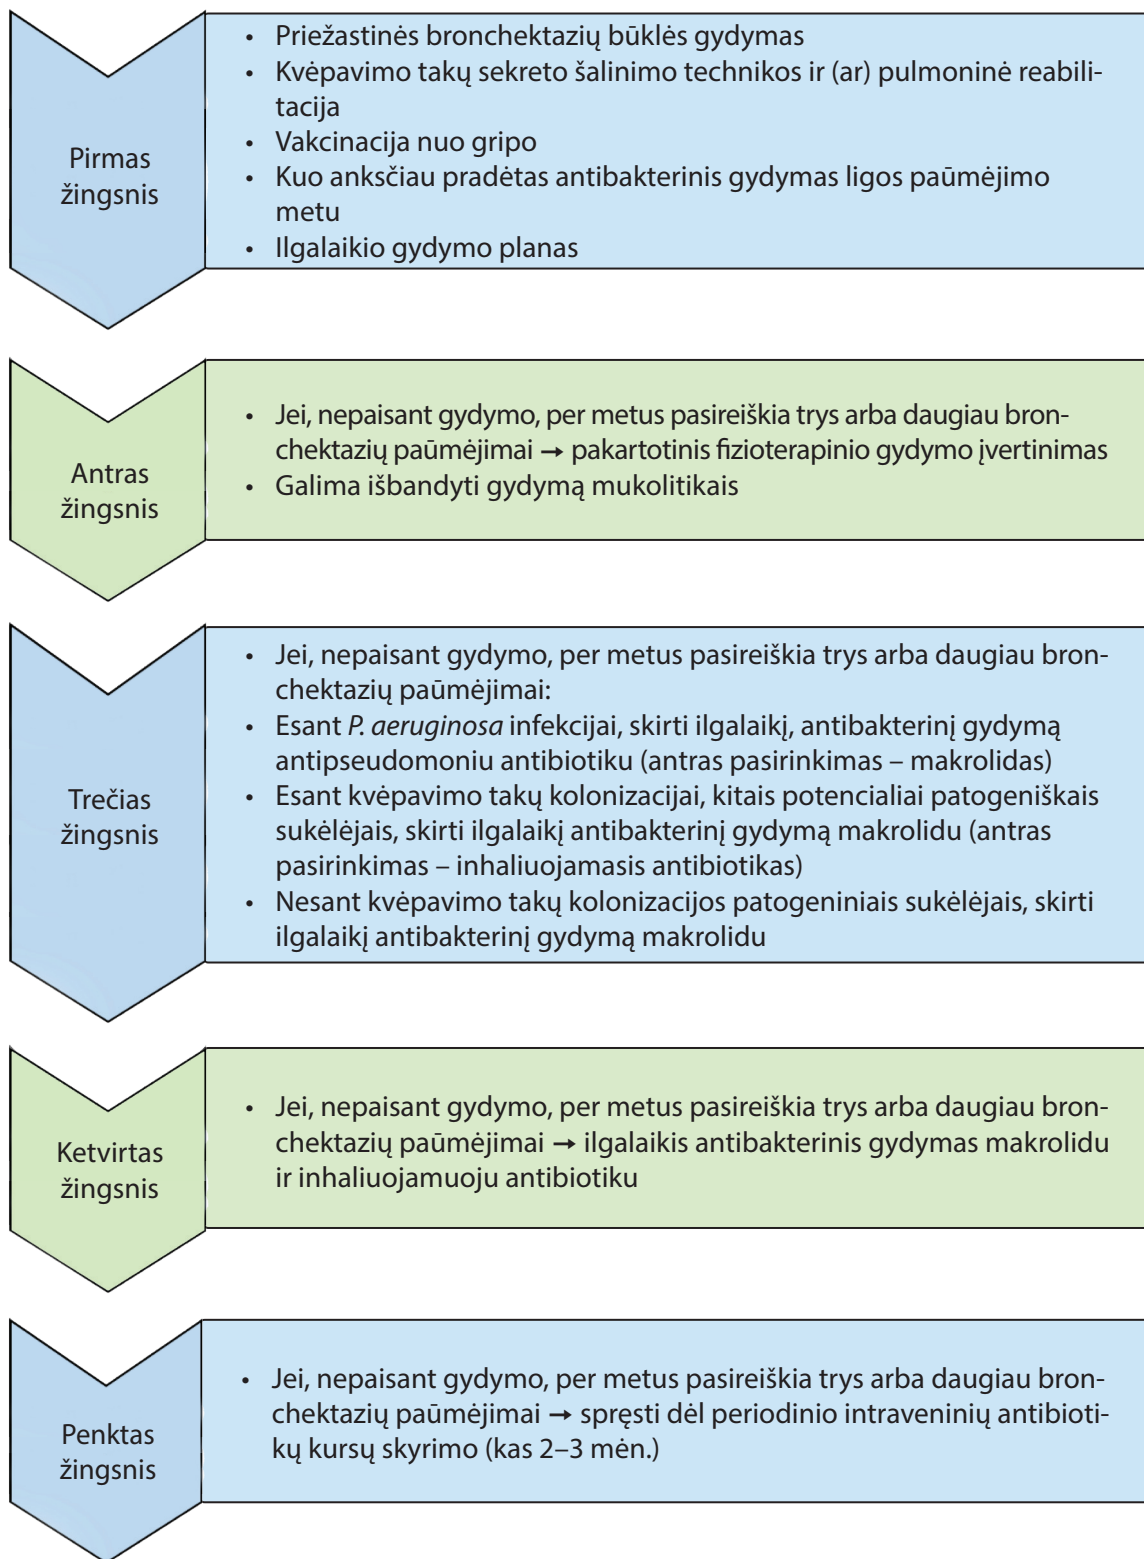 Pirmas
žingsnis
• Priežastinės bronchektazių būklės gydymas
• Kvėpavimo takų sekreto šalinimo technikos ir (ar) pulmoninė reabili-
tacija
• Vakcinacija nuo gripo
• Kuo anksčiau pradėtas antibakterinis gydymas ligos paūmėjimo
metu
• Ilgalaikio gydymo planas
Antras
žingsnis
• Jei, nepaisant gydymo, per metus pasireiškia trys arba daugiau bron-
chektazių paūmėjimai → pakartotinis fizioterapinio gydymo įvertinimas
• Galima išbandyti gydymą mukolitikais
Trečias
žingsnis
• Jei, nepaisant gydymo, per metus pasireiškia trys arba daugiau bron-
chektazių paūmėjimai:
• Esant P. aeruginosa infekcijai, skirti ilgalaikį, antibakterinį gydymą
antipseudomoniu antibiotiku (antras pasirinkimas – makrolidas)
• Esant kvėpavimo takų kolonizacijai, kitais potencialiai patogeniškais
sukėlėjais, skirti ilgalaikį antibakterinį gydymą makrolidu (antras
pasirinkimas – inhaliuojamasis antibiotikas)
• Nesant kvėpavimo takų kolonizacijos patogeniniais sukėlėjais, skirti
ilgalaikį antibakterinį gydymą makrolidu
Ketvirtas
žingsnis
• Jei, nepaisant gydymo, per metus pasireiškia trys arba daugiau bron-
chektazių paūmėjimai → ilgalaikis antibakterinis gydymas makrolidu
ir inhaliuojamuoju antibiotiku
Penktas
žingsnis
• Jei, nepaisant gydymo, per metus pasireiškia trys arba daugiau bron-
chektazių paūmėjimai → spręsti dėl periodinio intraveninių antibioti-
kų kursų skyrimo (kas 2–3 mėn.)